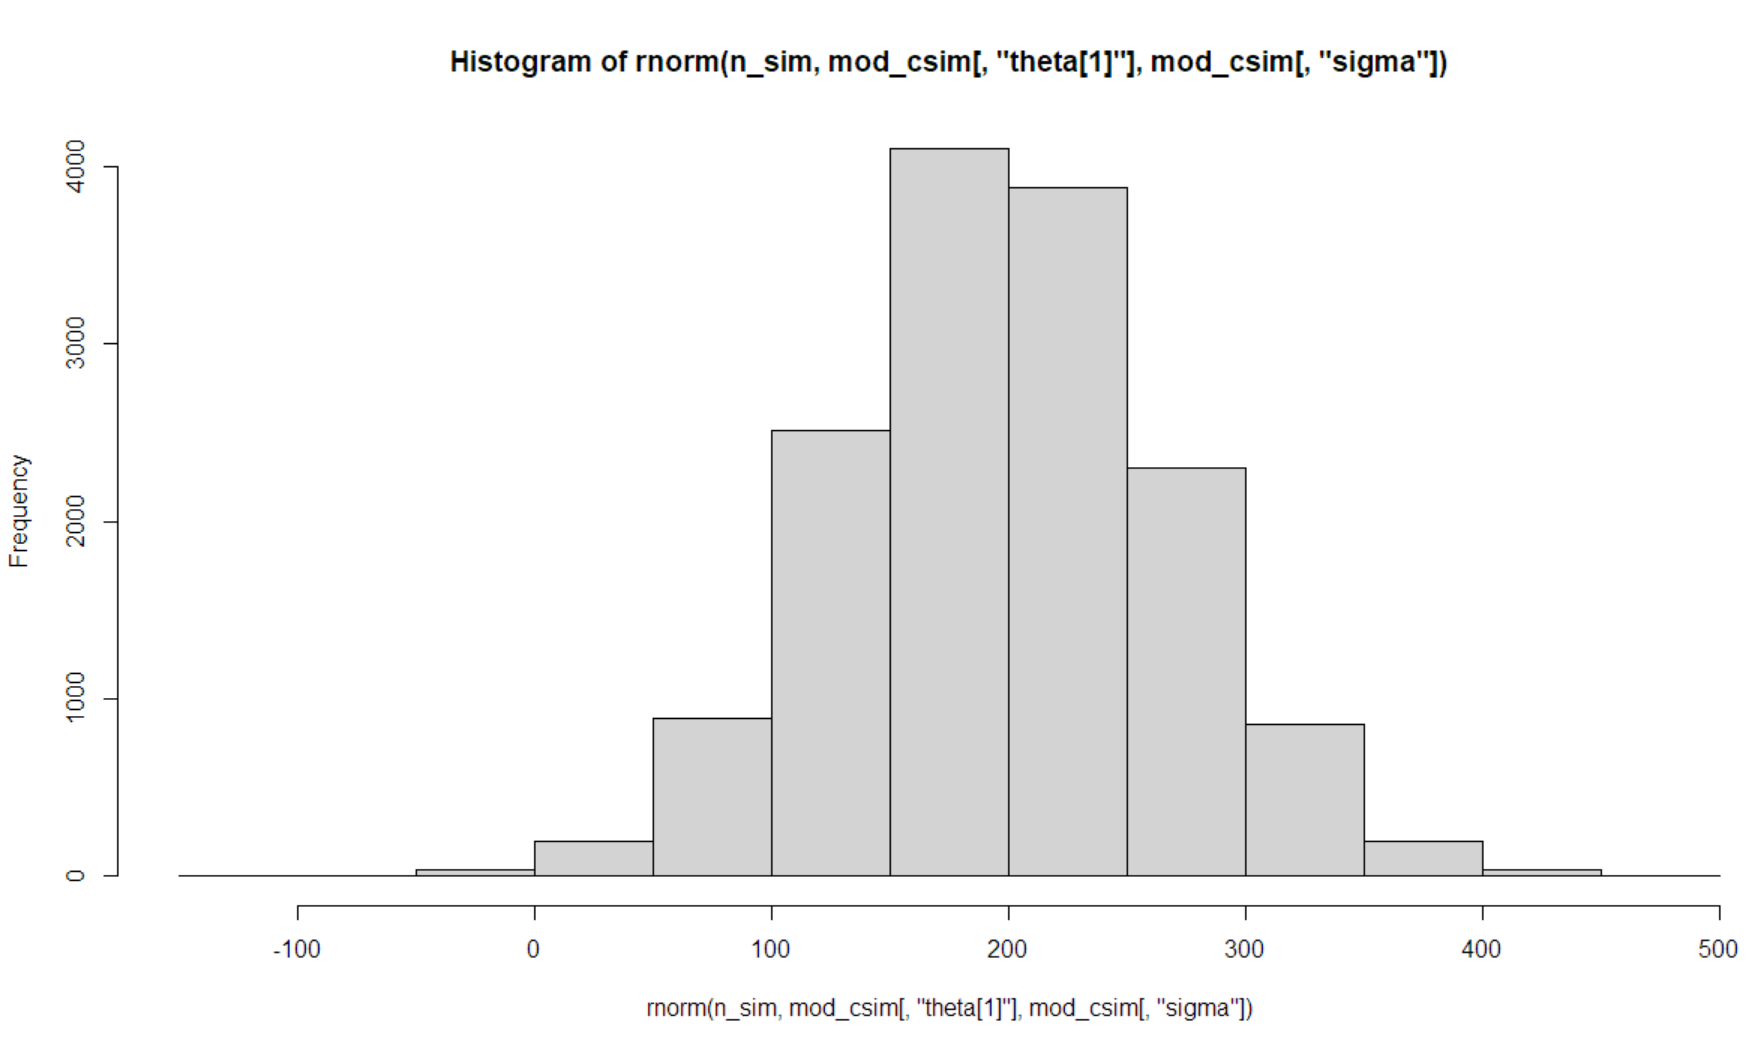 Histogram of rnorm(n_sim, mod_csim[, "theta[1]"], mod_csim[, "sigma"])
4000
3000
2000
1000
0
Frequency
-100 0 100 200 300 400 500
rnorm(n_sim, mod_csim[, "theta[1]"], mod_csim[, "sigma"])